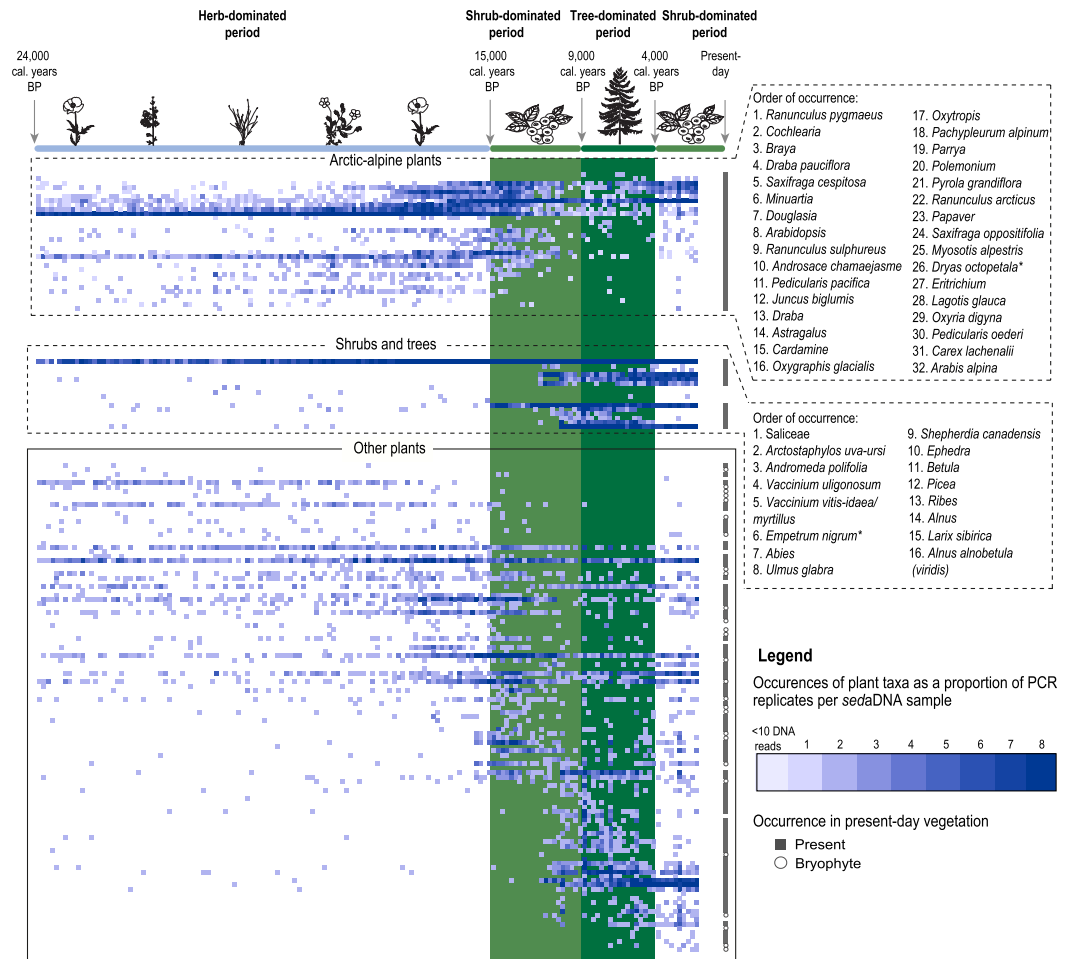 Herb-dominated
period
Shrub-dominated
period
Tree-dominated
period
Shrub-dominated
period
24,000
cal. years
BP
15,000
cal. years
BP
9,000
cal. years
BP
4,000
cal. years
BP
Present-
day
Arctic-alpine plants
Order of occurrence:
1. Ranunculus pygmaeus
2. Cochlearia
3. Braya
4. Draba pauciflora
5. Saxifraga cespitosa
6. Minuartia
7. Douglasia
8. Arabidopsis
9. Ranunculus sulphureus
10. Androsace chamaejasme
11. Pedicularis pacifica
12. Juncus biglumis
13. Draba
14. Astragalus
15. Cardamine
16. Oxygraphis glacialis
17. Oxytropis
18. Pachypleurum alpinum
19. Parrya
20. Polemonium
21. Pyrola grandiflora
22. Ranunculus arcticus
23. Papaver
24. Saxifraga oppositifolia
25. Myosotis alpestris
26. Dryas octopetala*
27. Eritrichium
28. Lagotis glauca
29. Oxyria digyna
30. Pedicularis oederi
31. Carex lachenalii
32. Arabis alpina
Shrubs and trees
Order of occurrence:
1. Saliceae
2. Arctostaphylos uva-ursi
3. Andromeda polifolia
4. Vaccinium uligonosum
5. Vaccinium vitis-idaea/
myrtillus
6. Empetrum nigrum*
7. Abies
8. Ulmus glabra
9. Shepherdia canadensis
10. Ephedra
11. Betula
12. Picea
13. Ribes
14. Alnus
15. Larix sibirica
16. Alnus alnobetula
(viridis)
Other plants
Legend
Occurences of plant taxa as a proportion of PCR
replicates per sedaDNA sample
<10 DNA
reads
1 2 3 4 5 6 7 8
Occurrence in present-day vegetation
Present
Bryophyte